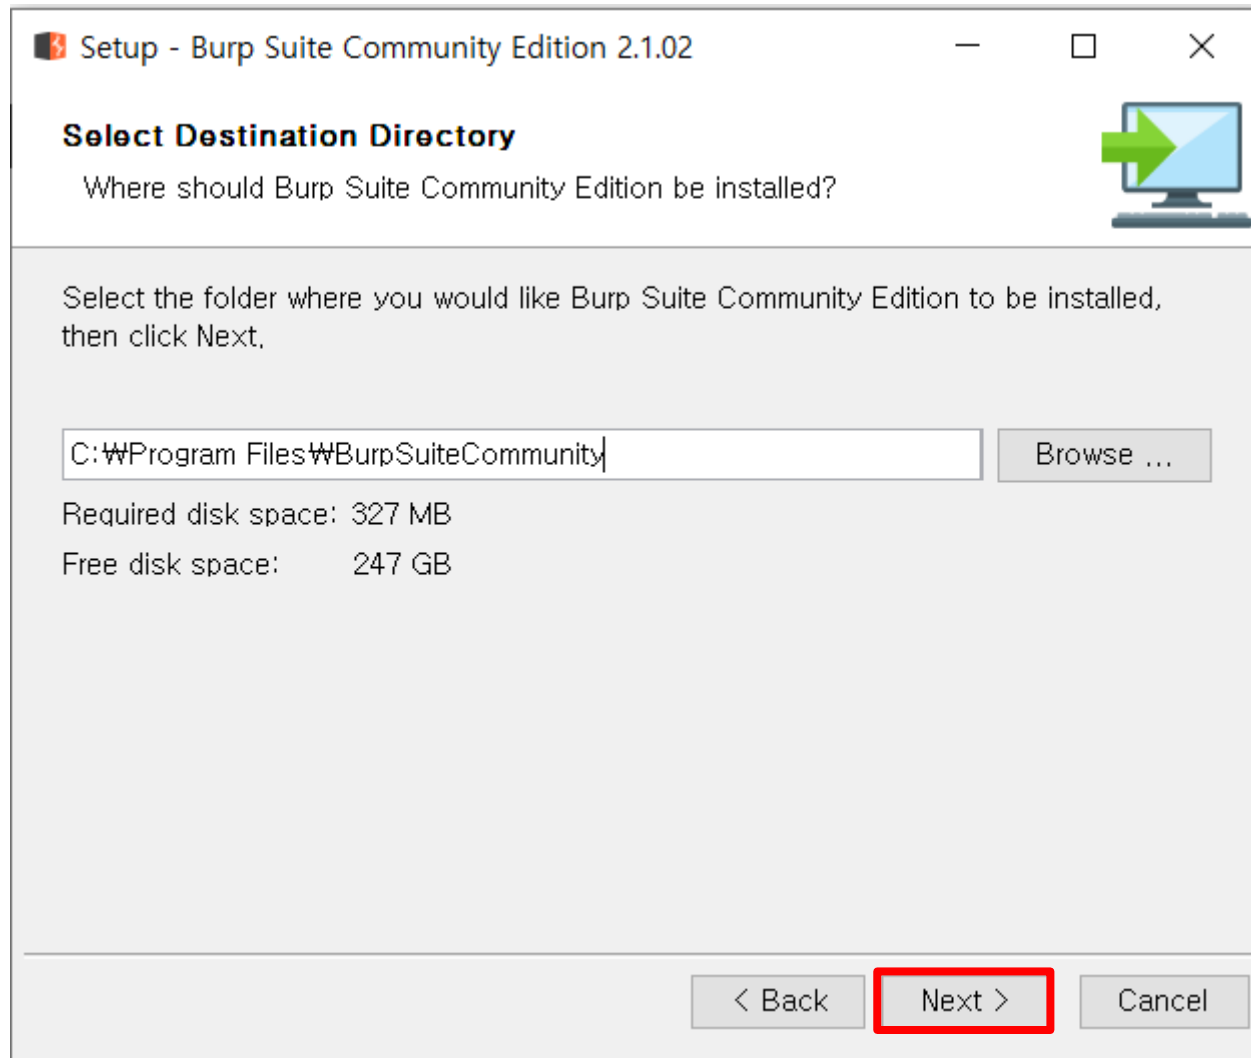 Setup - Burp Suite Community Edition 2.1.02
Select Destination Directory
Where should Burp Suite Community Edition be installed?
Select the folder where you would like Burp Suite Community Edition to be installed,
then click Next.
C:₩Program Files₩BurpSuiteCommunity
Browse ...
Required disk space: 327 MB
Free disk space: 247 GB
< Back
Next >
Cancel